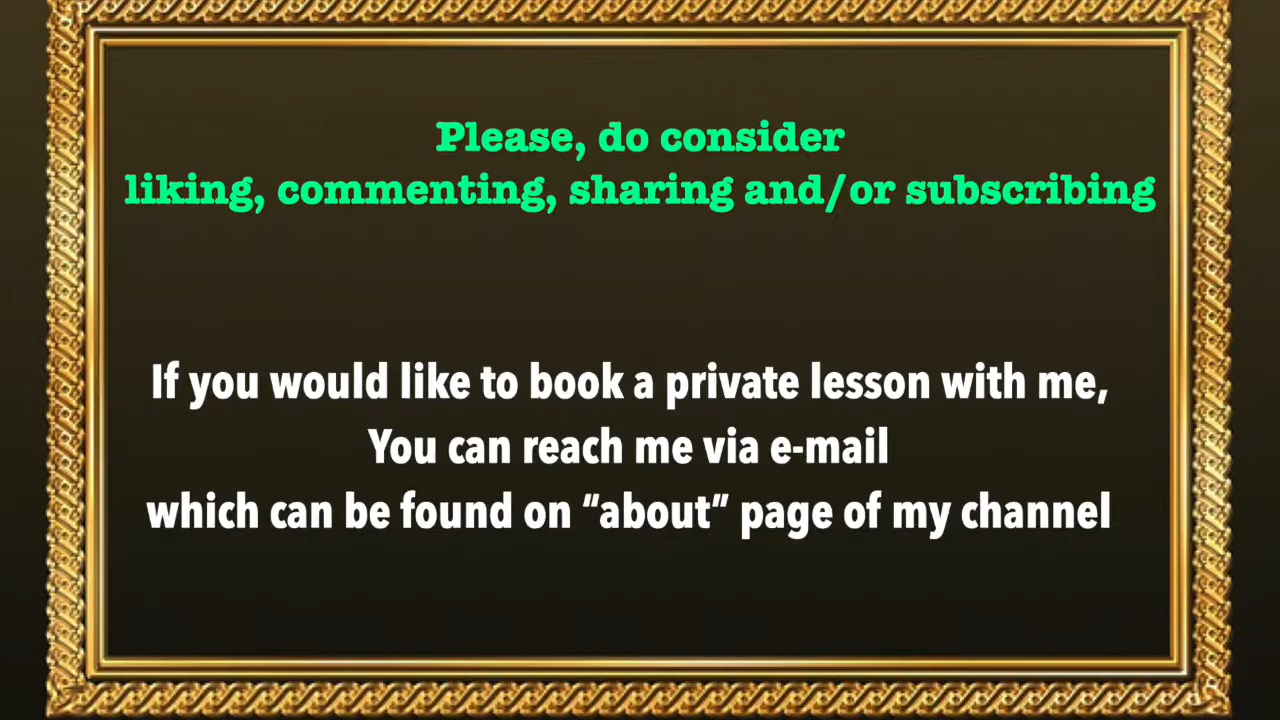 Please, do consider
liking, commenting, sharing and/or subscribing
If you would like to book a private lesson with me,
You can reach me via e-mail
which can be found on “about” page of my channel